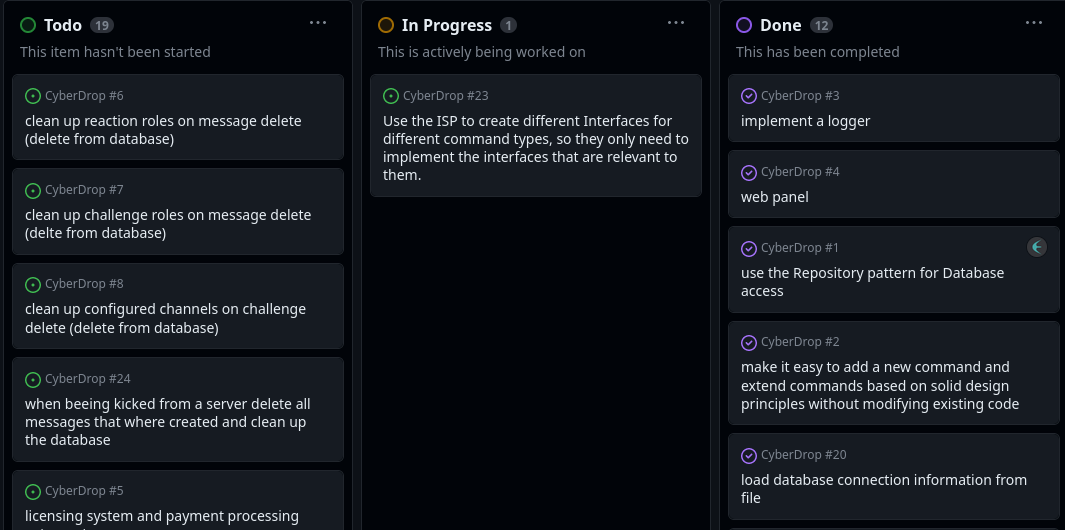 Todo 19
This item hasn't been started
CyberDrop #6
clean up reaction roles on message delete
(delete from database)
CyberDrop #7
clean up challenge roles on message delete
(delte from database)
CyberDrop #8
clean up configured channels on challenge
delete (delete from database)
CyberDrop #24
when beeing kicked from a server delete all
messages that where created and clean up
the database
CyberDrop #5
licensing system and payment processing
In Progress 1
This is actively being worked on
CyberDrop #23
Use the ISP to create different Interfaces for
different command types, so they only need to
implement the interfaces that are relevant to
them.
Done 12
This has been completed
CyberDrop #3
implement a logger
CyberDrop #4
web panel
CyberDrop #1
use the Repository pattern for Database
access
CyberDrop #2
make it easy to add a new command and
extend commands based on solid design
principles without modifying existing code
CyberDrop #20
load database connection information from
file